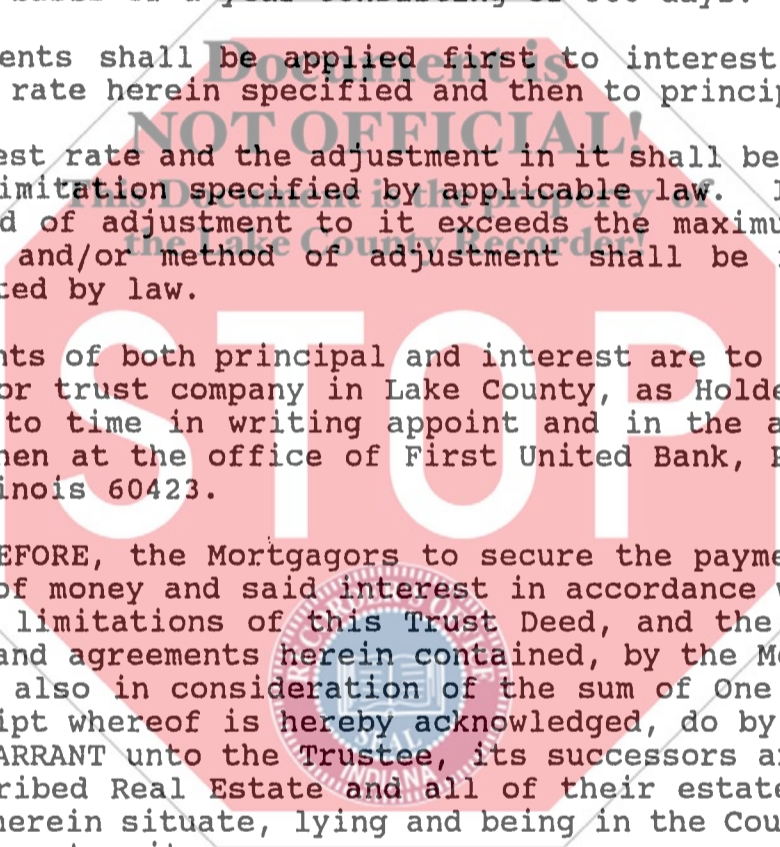 ents shall be applied first to interest
rate herein specified and then to princip
est rate and the adjustment in it shall be
imitation specified by applicable law.
d of adjustment to it exceeds the maximu
and/or method of adjustment shall be
ted by law.
nts of both principal and interest are to
or trust company in Lake County, as Holde
to time in writing appoint and in the a
hen at the office of First United Bank,
inois 60423.
EFORE, the Mortgagors to secure the payme
of money and said interest in accordance
limitations of this Trust Deed, and the
and agreements herein contained, by the Mo
also in consideration of the sum of One
ipt whereof is hereby acknowledged, do by
ARRANT unto the Trustee, its successors a
ribed Real Estate and all of their estate
herein situate, lying and being in the Cou
Document is
NOT OFFICIAL!
This Document is the property of
the Lake County Recorder!
STOP
RECORDER'S OFFICE
SEAL
INDIANA